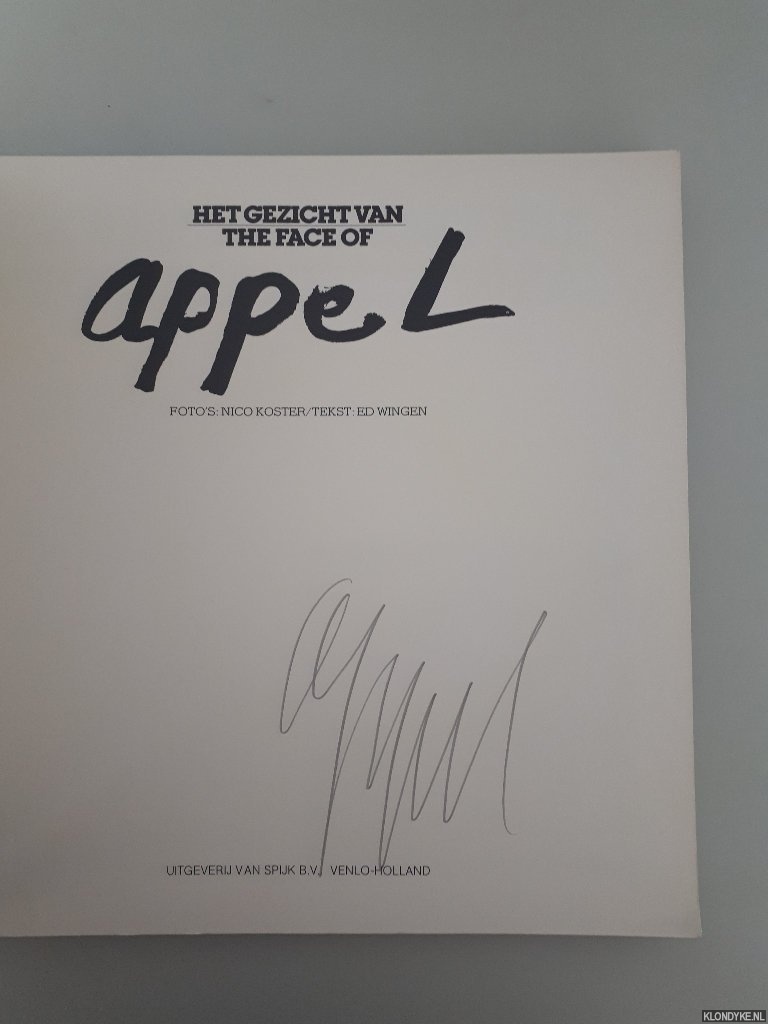 HET GEZICHT VAN
THE FACE OF
appel
FOTO'S: NICO KOSTER/TEKST: ED WINGEN
Appel
UITGEVERIJ VAN SPIJK B.V. VENLO-HOLLAND
KLONDYKE.NL